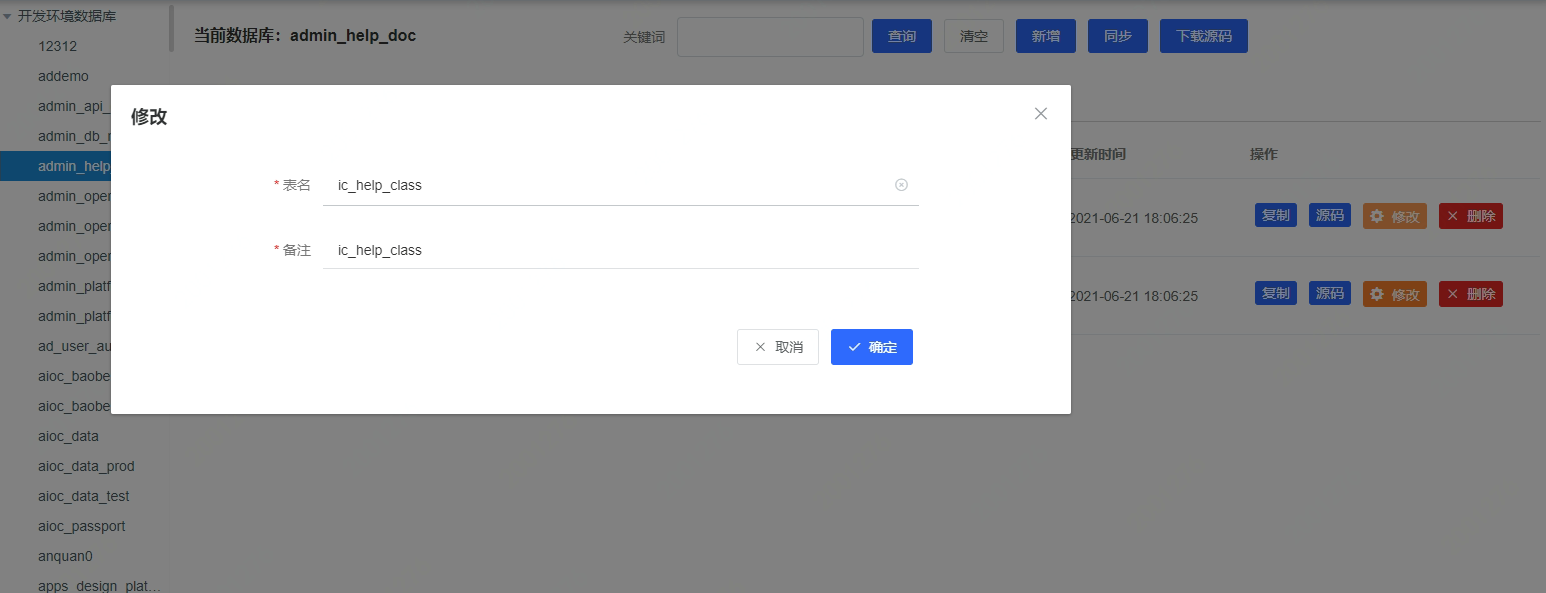 开发环境数据库
12312
addemo
admin_api_
admin_db_
admin_help
admin_oper
admin_oper
admin_oper
admin_platf
admin_platf
ad_user_au
aioc_baobe
aioc_baobe
aioc_data
aioc_data_prod
aioc_data_test
aioc_passport
anquan0
apps_design_plat…
当前数据库：admin_help_doc
关键词 查询 清空 新增 同步 下载源码
更新时间 操作
2021-06-21 18:06:25 复制 源码 修改 删除
2021-06-21 18:06:25 复制 源码 修改 删除
修改
* 表名 ic_help_class
* 备注 ic_help_class
取消 确定